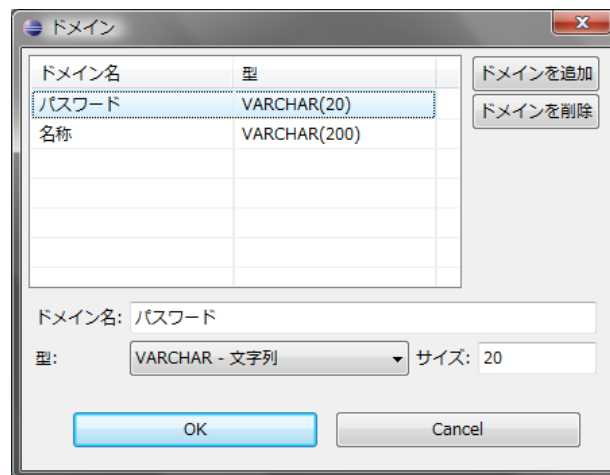 ドメイン
ドメイン名 型
パスワード VARCHAR(20)
名称 VARCHAR(200)
ドメインを追加
ドメインを削除
ドメイン名: パスワード
型: VARCHAR - 文字列 サイズ: 20
OK Cancel